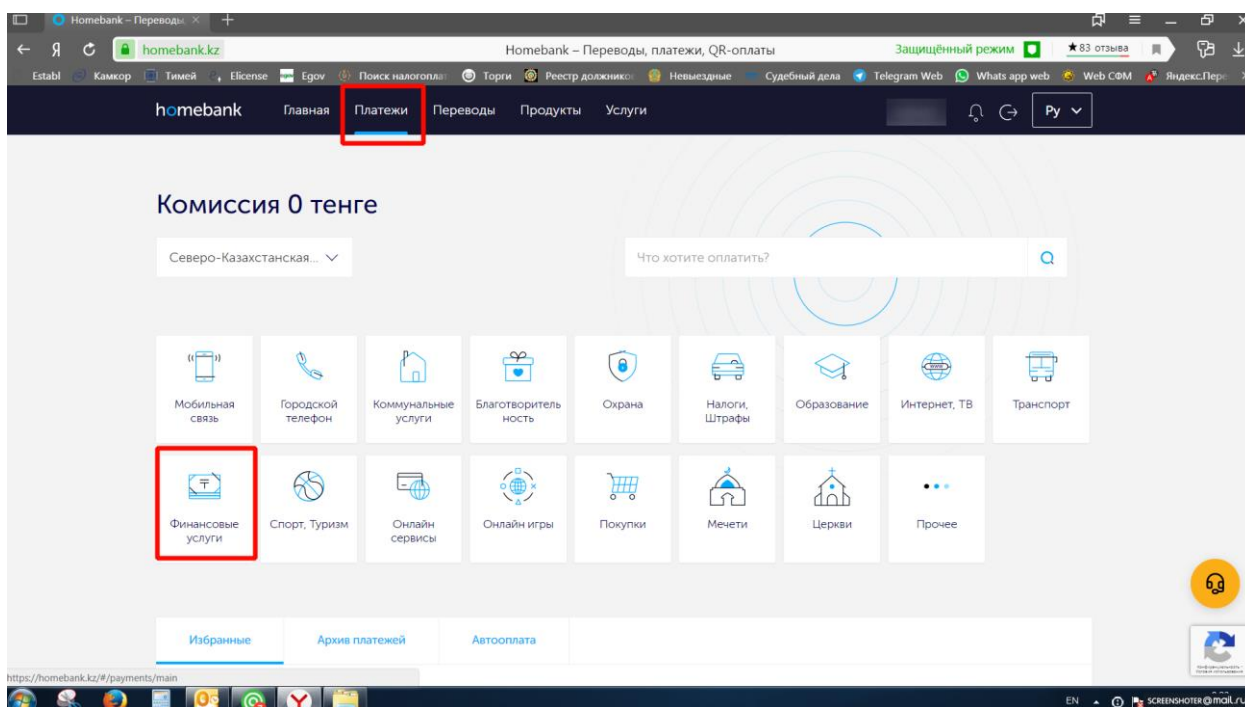 Homebank – Переводы,
homebank.kz
Homebank – Переводы, платежи, QR-оплаты
Защищённый режим
★ 83 отзыва
Establ Камкор Тимей Elicense Egov Поиск налогопла Торги Реестр должнико Невыездные Судебный дела Telegram Web Whats app web Web СФМ Яндекс.Пере
homebank Главная Платежи Переводы Продукты Услуги Ру
Комиссия 0 тенге
Северо-Казахстанская...
Что хотите оплатить?
Мобильная
связь
Городской
телефон
Коммунальные
услуги
Благотворитель
ность
Охрана
Налоги,
Штрафы
Образование
www
Интернет, ТВ
Транспорт
₸
Финансовые
услуги
Спорт, Туризм
Онлайн
сервисы
Онлайн игры
Покупки
Мечети
Церкви
Прочее
Избранные Архив платежей Автооплата
https://homebank.kz/#/payments/main
EN
SCREENSHOTER@mail.ru